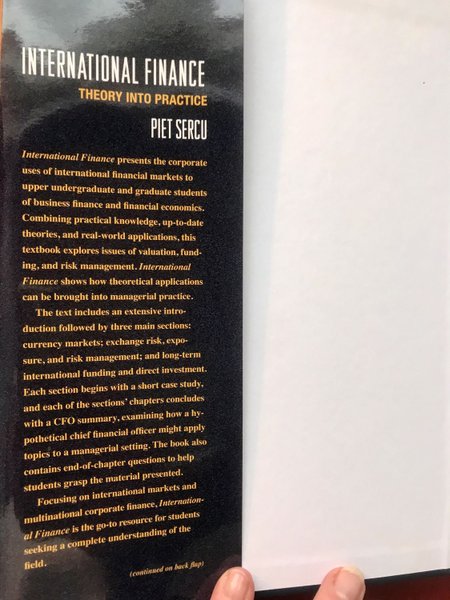 INTERNATIONAL FINANCE
THEORY INTO PRACTICE
PIET SERCU
International Finance presents the corporate
uses of international financial markets to
upper undergraduate and graduate students
of business finance and financial economics.
Combining practical knowledge, up-to-date
theories, and real-world applications, this
textbook explores issues of valuation, fund-
ing, and risk management. International
Finance shows how theoretical applications
can be brought into managerial practice.
The text includes an extensive intro-
duction followed by three main sections:
currency markets; exchange risk, expo-
sure, and risk management; and long-term
international funding and direct investment.
Each section begins with a short case study,
and each of the sections' chapters concludes
with a CFO summary, examining how a hy-
pothetical chief financial officer might apply
topics to a managerial setting. The book also
contains end-of-chapter questions to help
students grasp the material presented.
Focusing on international markets and
multinational corporate finance, Internation-
al Finance is the go-to resource for students
seeking a complete understanding of the
field.
(continued on back flap)